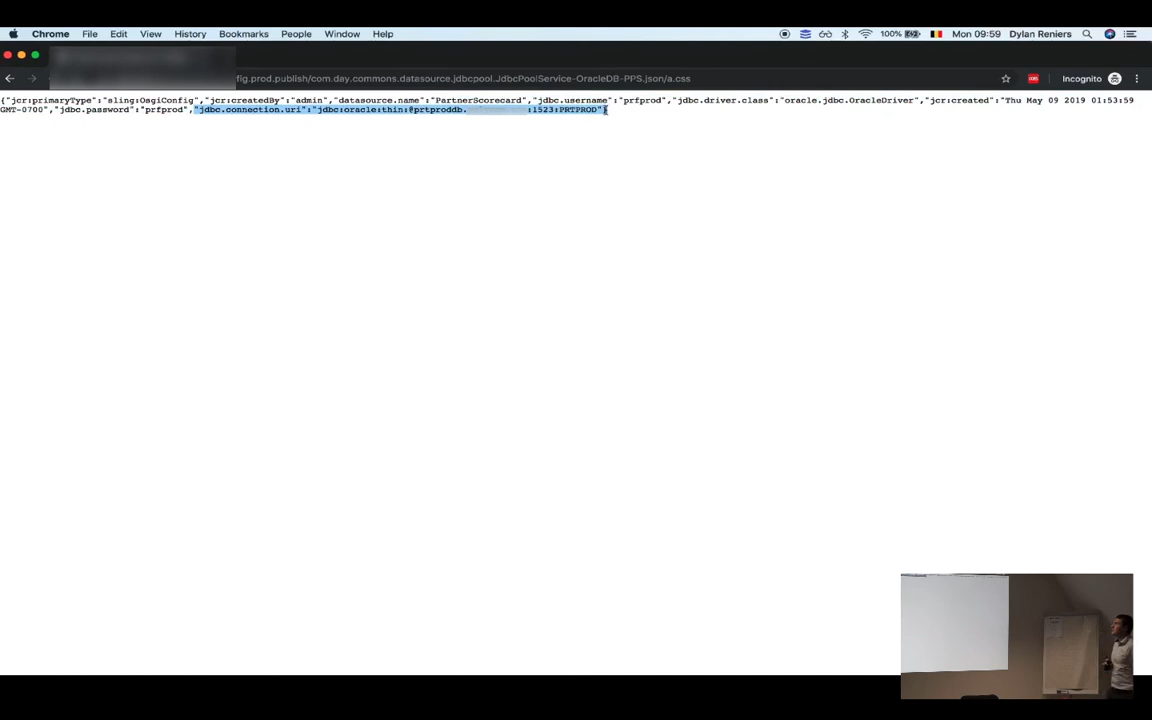 Chrome File Edit View History Bookmarks People Window Help 100% Mon 09:59 Dylan Reniers
fig.prod.publish/com.day.commons.datasource.jdbcpool.JdbcPoolService-OracleDB-PPS.json/a.css Incognito
{"jcr:primaryType":"sling:OsgiConfig","jcr:createdBy":"admin","datasource.name":"PartnerScorecard","jdbc.username":"prfprod","jdbc.driver.class":"oracle.jdbc.OracleDriver","jcr:created":"Thu May 09 2019 01:53:59
GMT-0700","jdbc.password":"prfprod","jdbc.connection.uri":"jdbc:oracle:thin:@prtproddb. :1523:PRTPROD"}